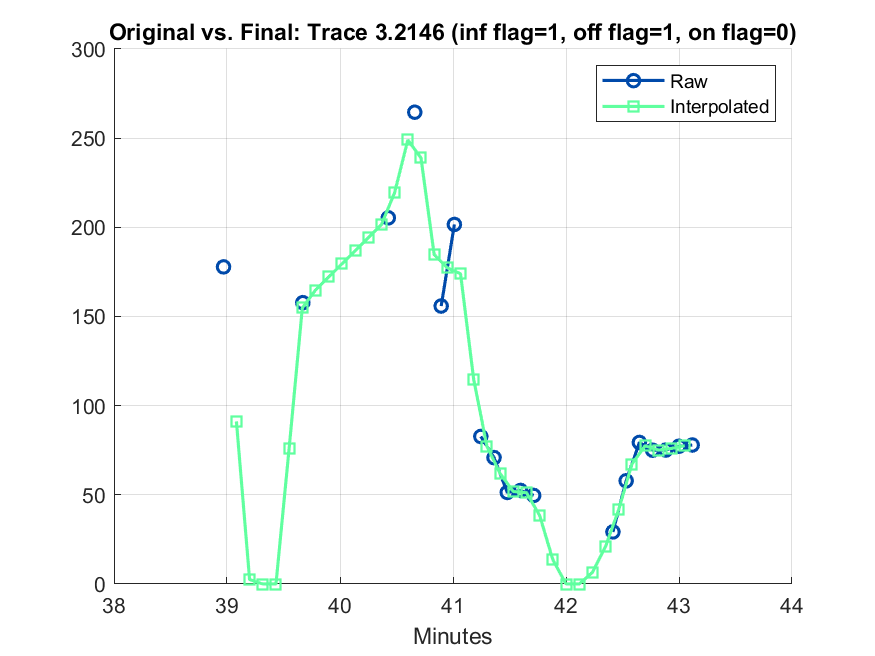 Original vs. Final: Trace 3.2146 (inf flag=1, off flag=1, on flag=0)
300
250
200
150
100
50
0
Raw
Interpolated
38 39 40 41 42 43 44
Minutes